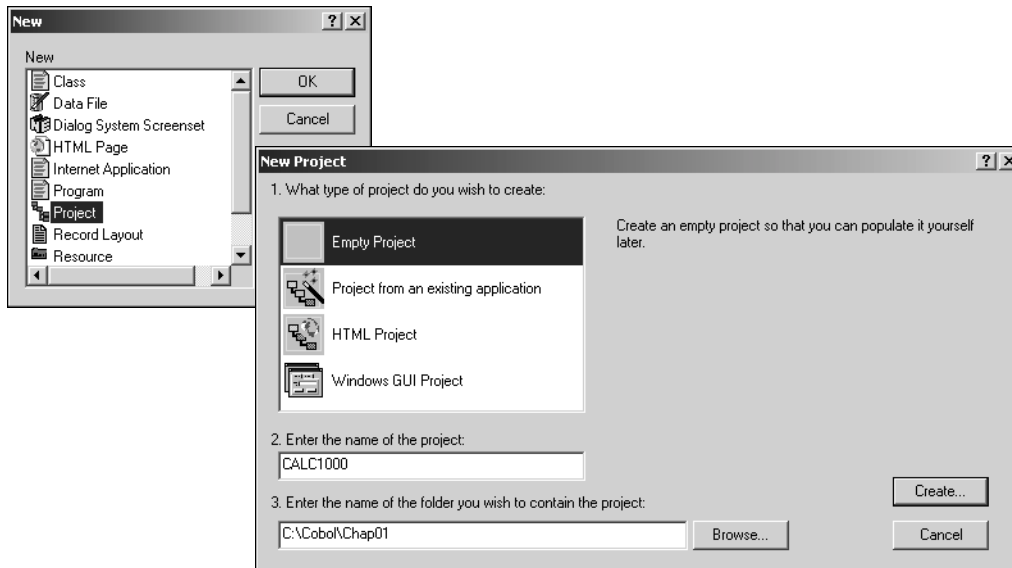 New
New
Class
Data File
Dialog System Screenset
HTML Page
Internet Application
Program
Project
Record Layout
Resource
OK
Cancel
New Project
1. What type of project do you wish to create:
Empty Project
Project from an existing application
HTML Project
Windows GUI Project
Create an empty project so that you can populate it yourself
later.
2. Enter the name of the project:
CALC1000
3. Enter the name of the folder you wish to contain the project:
C:\Cobol\Chap01
Browse...
Create...
Cancel